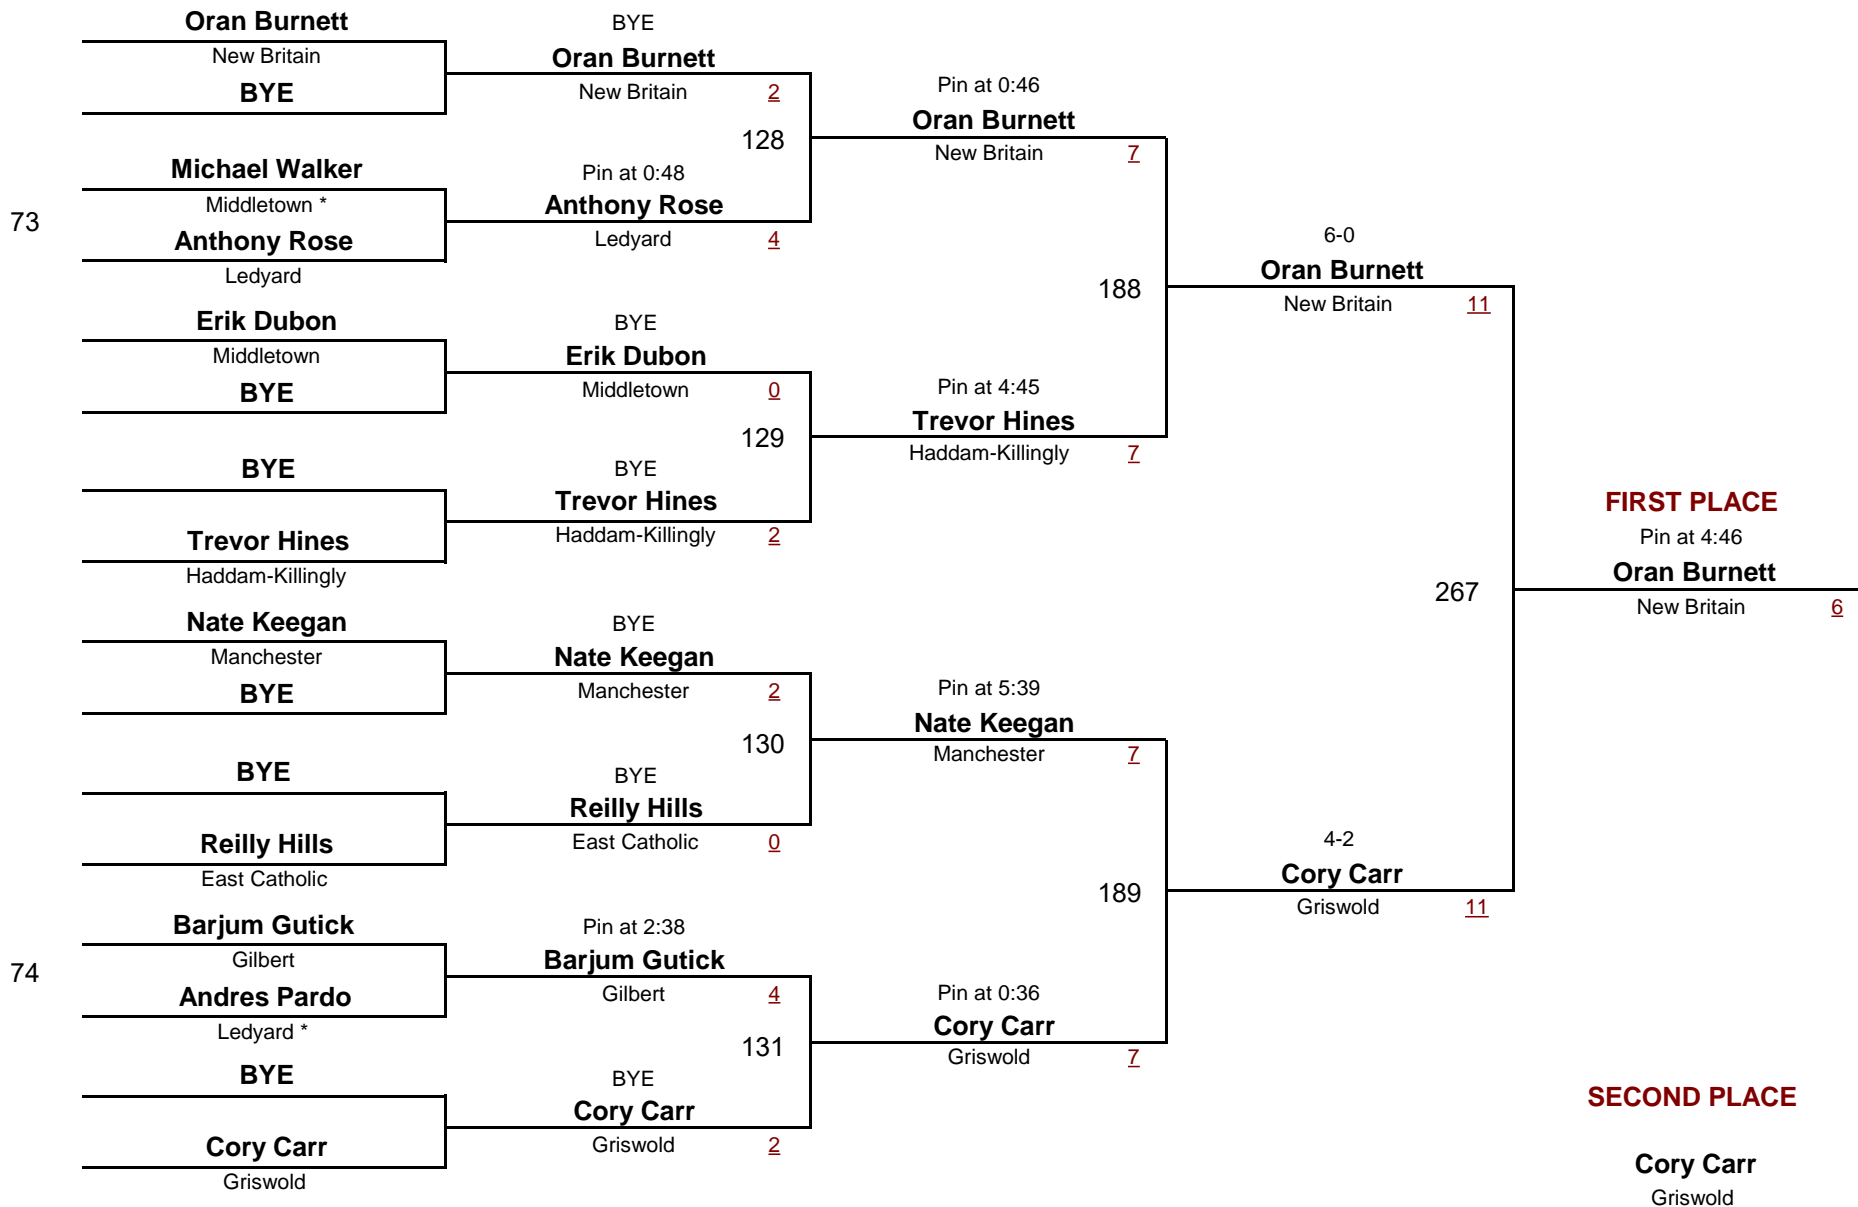 Oran Burnett
New Britain
BYE
73
Michael Walker
Middletown *
Anthony Rose
Ledyard
Erik Dubon
Middletown
BYE
BYE
Trevor Hines
Haddam-Killingly
Nate Keegan
Manchester
BYE
BYE
Reilly Hills
East Catholic
74
Barjum Gutick
Gilbert
Andres Pardo
Ledyard *
BYE
Cory Carr
Griswold
BYE
Oran Burnett
New Britain 2
128
Pin at 0:48
Anthony Rose
Ledyard 4
BYE
Erik Dubon
Middletown 0
129
BYE
Trevor Hines
Haddam-Killingly 2
BYE
Nate Keegan
Manchester 2
130
BYE
Reilly Hills
East Catholic 0
Pin at 2:38
Barjum Gutick
Gilbert 4
131
BYE
Cory Carr
Griswold 2
Pin at 0:46
Oran Burnett
New Britain 7
188
Pin at 4:45
Trevor Hines
Haddam-Killingly 7
Pin at 5:39
Nate Keegan
Manchester 7
189
Pin at 0:36
Cory Carr
Griswold 7
6-0
Oran Burnett
New Britain 11
267
4-2
Cory Carr
Griswold 11
FIRST PLACE
Pin at 4:46
Oran Burnett
New Britain 6
SECOND PLACE
Cory Carr
Griswold